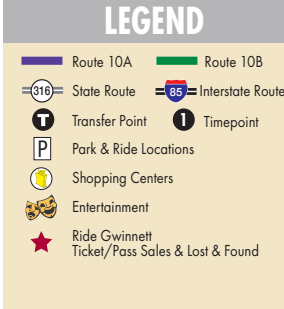 LEGEND
Route 10A Route 10B
316 State Route 85 Interstate Route
T Transfer Point 1 Timepoint
P Park & Ride Locations
Shopping Centers
Entertainment
Ride Gwinnett
Ticket/Pass Sales & Lost & Found